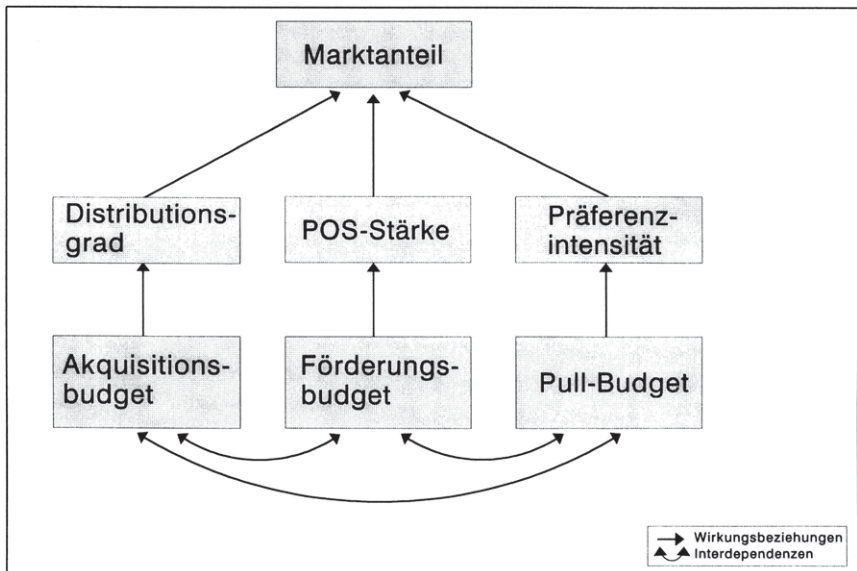 Marktanteil
Distributions-
grad
POS-Stärke
Präferenz-
intensität
Akquisitions-
budget
Förderungs-
budget
Pull-Budget
Wirkungsbeziehungen
Interdependenzen